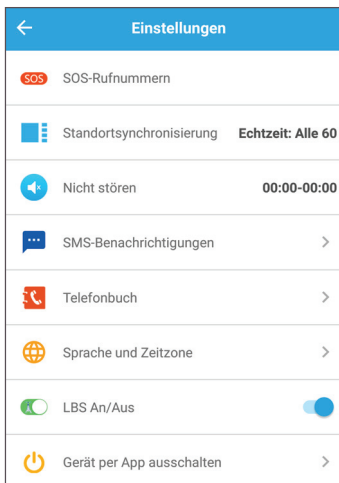 Einstellungen
SOS SOS-Rufnummern
Standortsynchronisierung Echtzeit: Alle 60
Nicht stören 00:00-00:00
SMS-Benachrichtigungen
Telefonbuch
Sprache und Zeitzone
LBS An/Aus
Gerät per App ausschalten